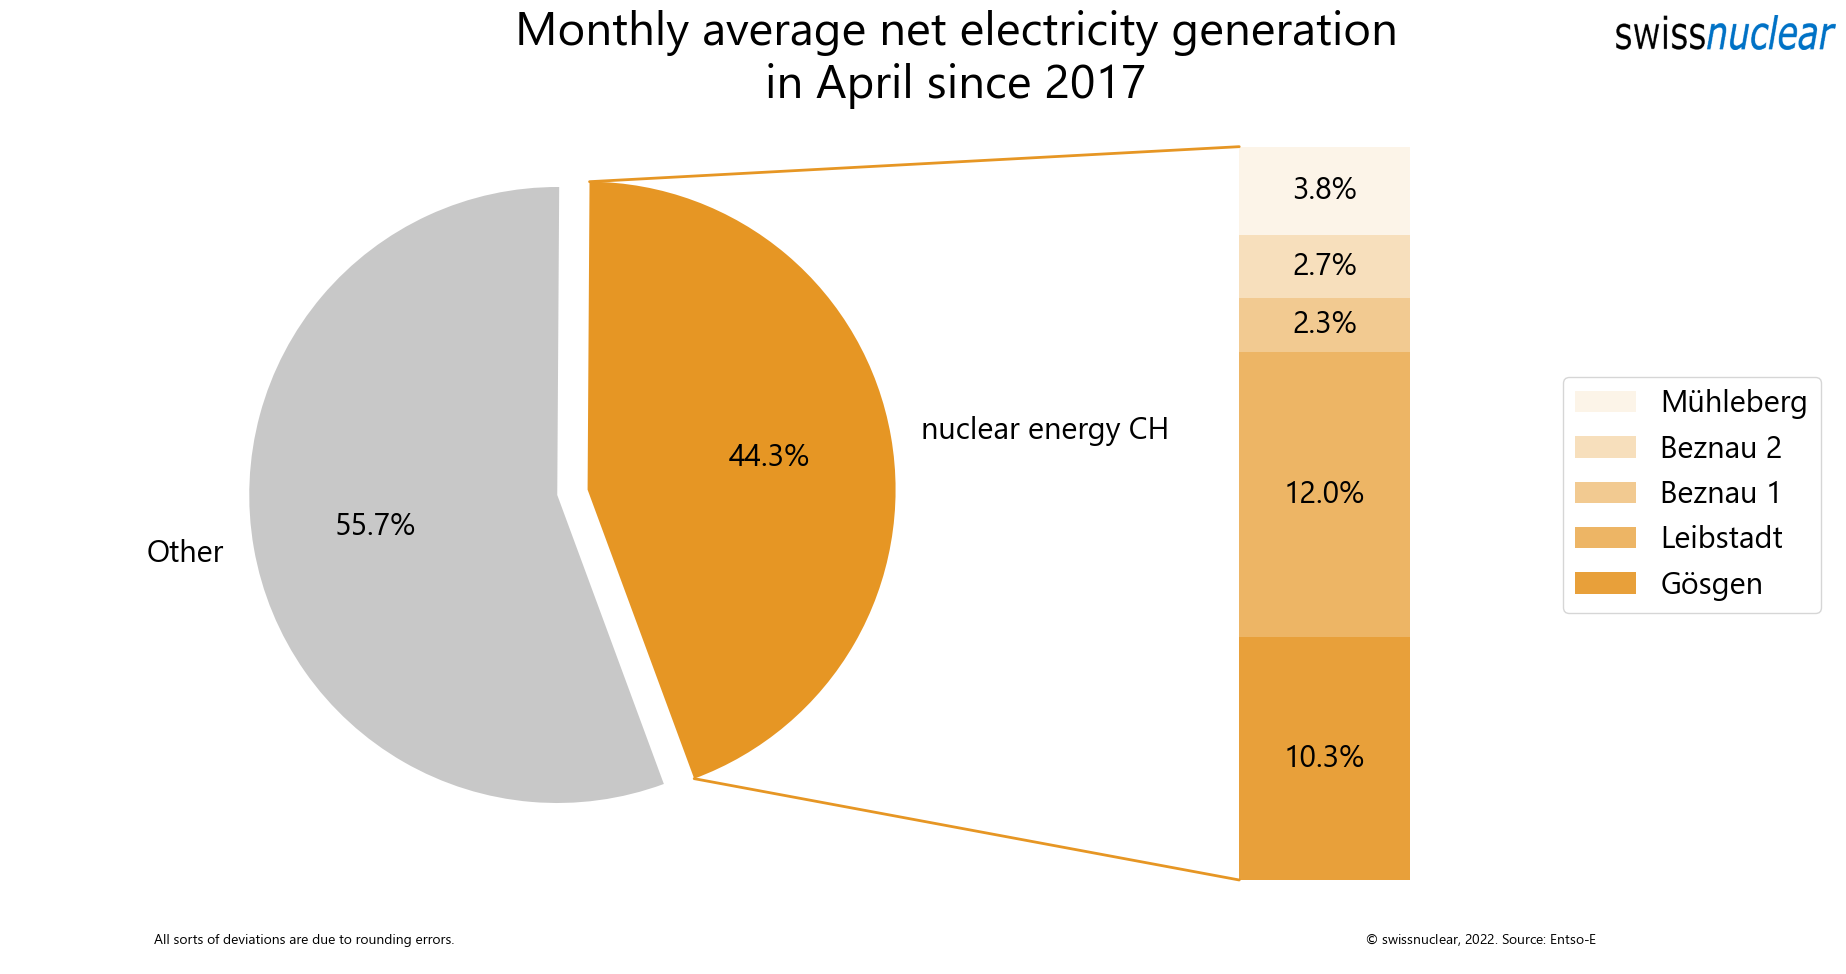 Monthly average net electricity generation
in April since 2017
swissnuclear
3.8%
2.7%
2.3%
12.0%
10.3%
nuclear energy CH
44.3%
55.7%
Other
Mühleberg
Beznau 2
Beznau 1
Leibstadt
Gösgen
All sorts of deviations are due to rounding errors.
© swissnuclear, 2022. Source: Entso-E